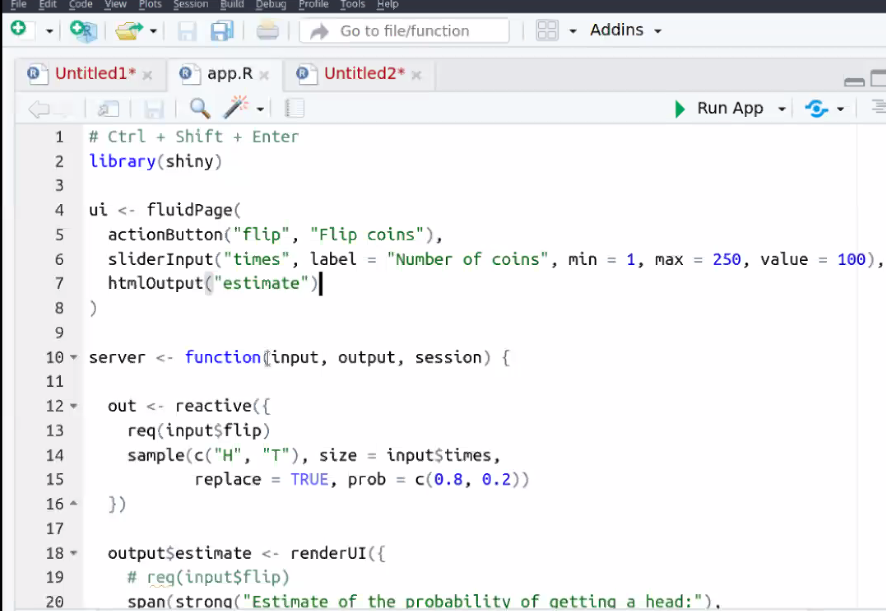 File Edit Code View Plots Session Build Debug Profile Tools Help
Go to file/function Addins
Untitled1* × app.R × Untitled2* ×
Run App
1 # Ctrl + Shift + Enter
2 library(shiny)
3
4 ui <- fluidPage(
5 actionButton("flip", "Flip coins"),
6 sliderInput("times", label = "Number of coins", min = 1, max = 250, value = 100),
7 htmlOutput("estimate")
8 )
9
10 server <- function(input, output, session) {
11
12 out <- reactive({
13 req(input$flip)
14 sample(c("H", "T"), size = input$times,
15 replace = TRUE, prob = c(0.8, 0.2))
16 })
17
18 output$estimate <- renderUI({
19 # req(input$flip)
20 span(strong("Estimate of the probability of getting a head:"),